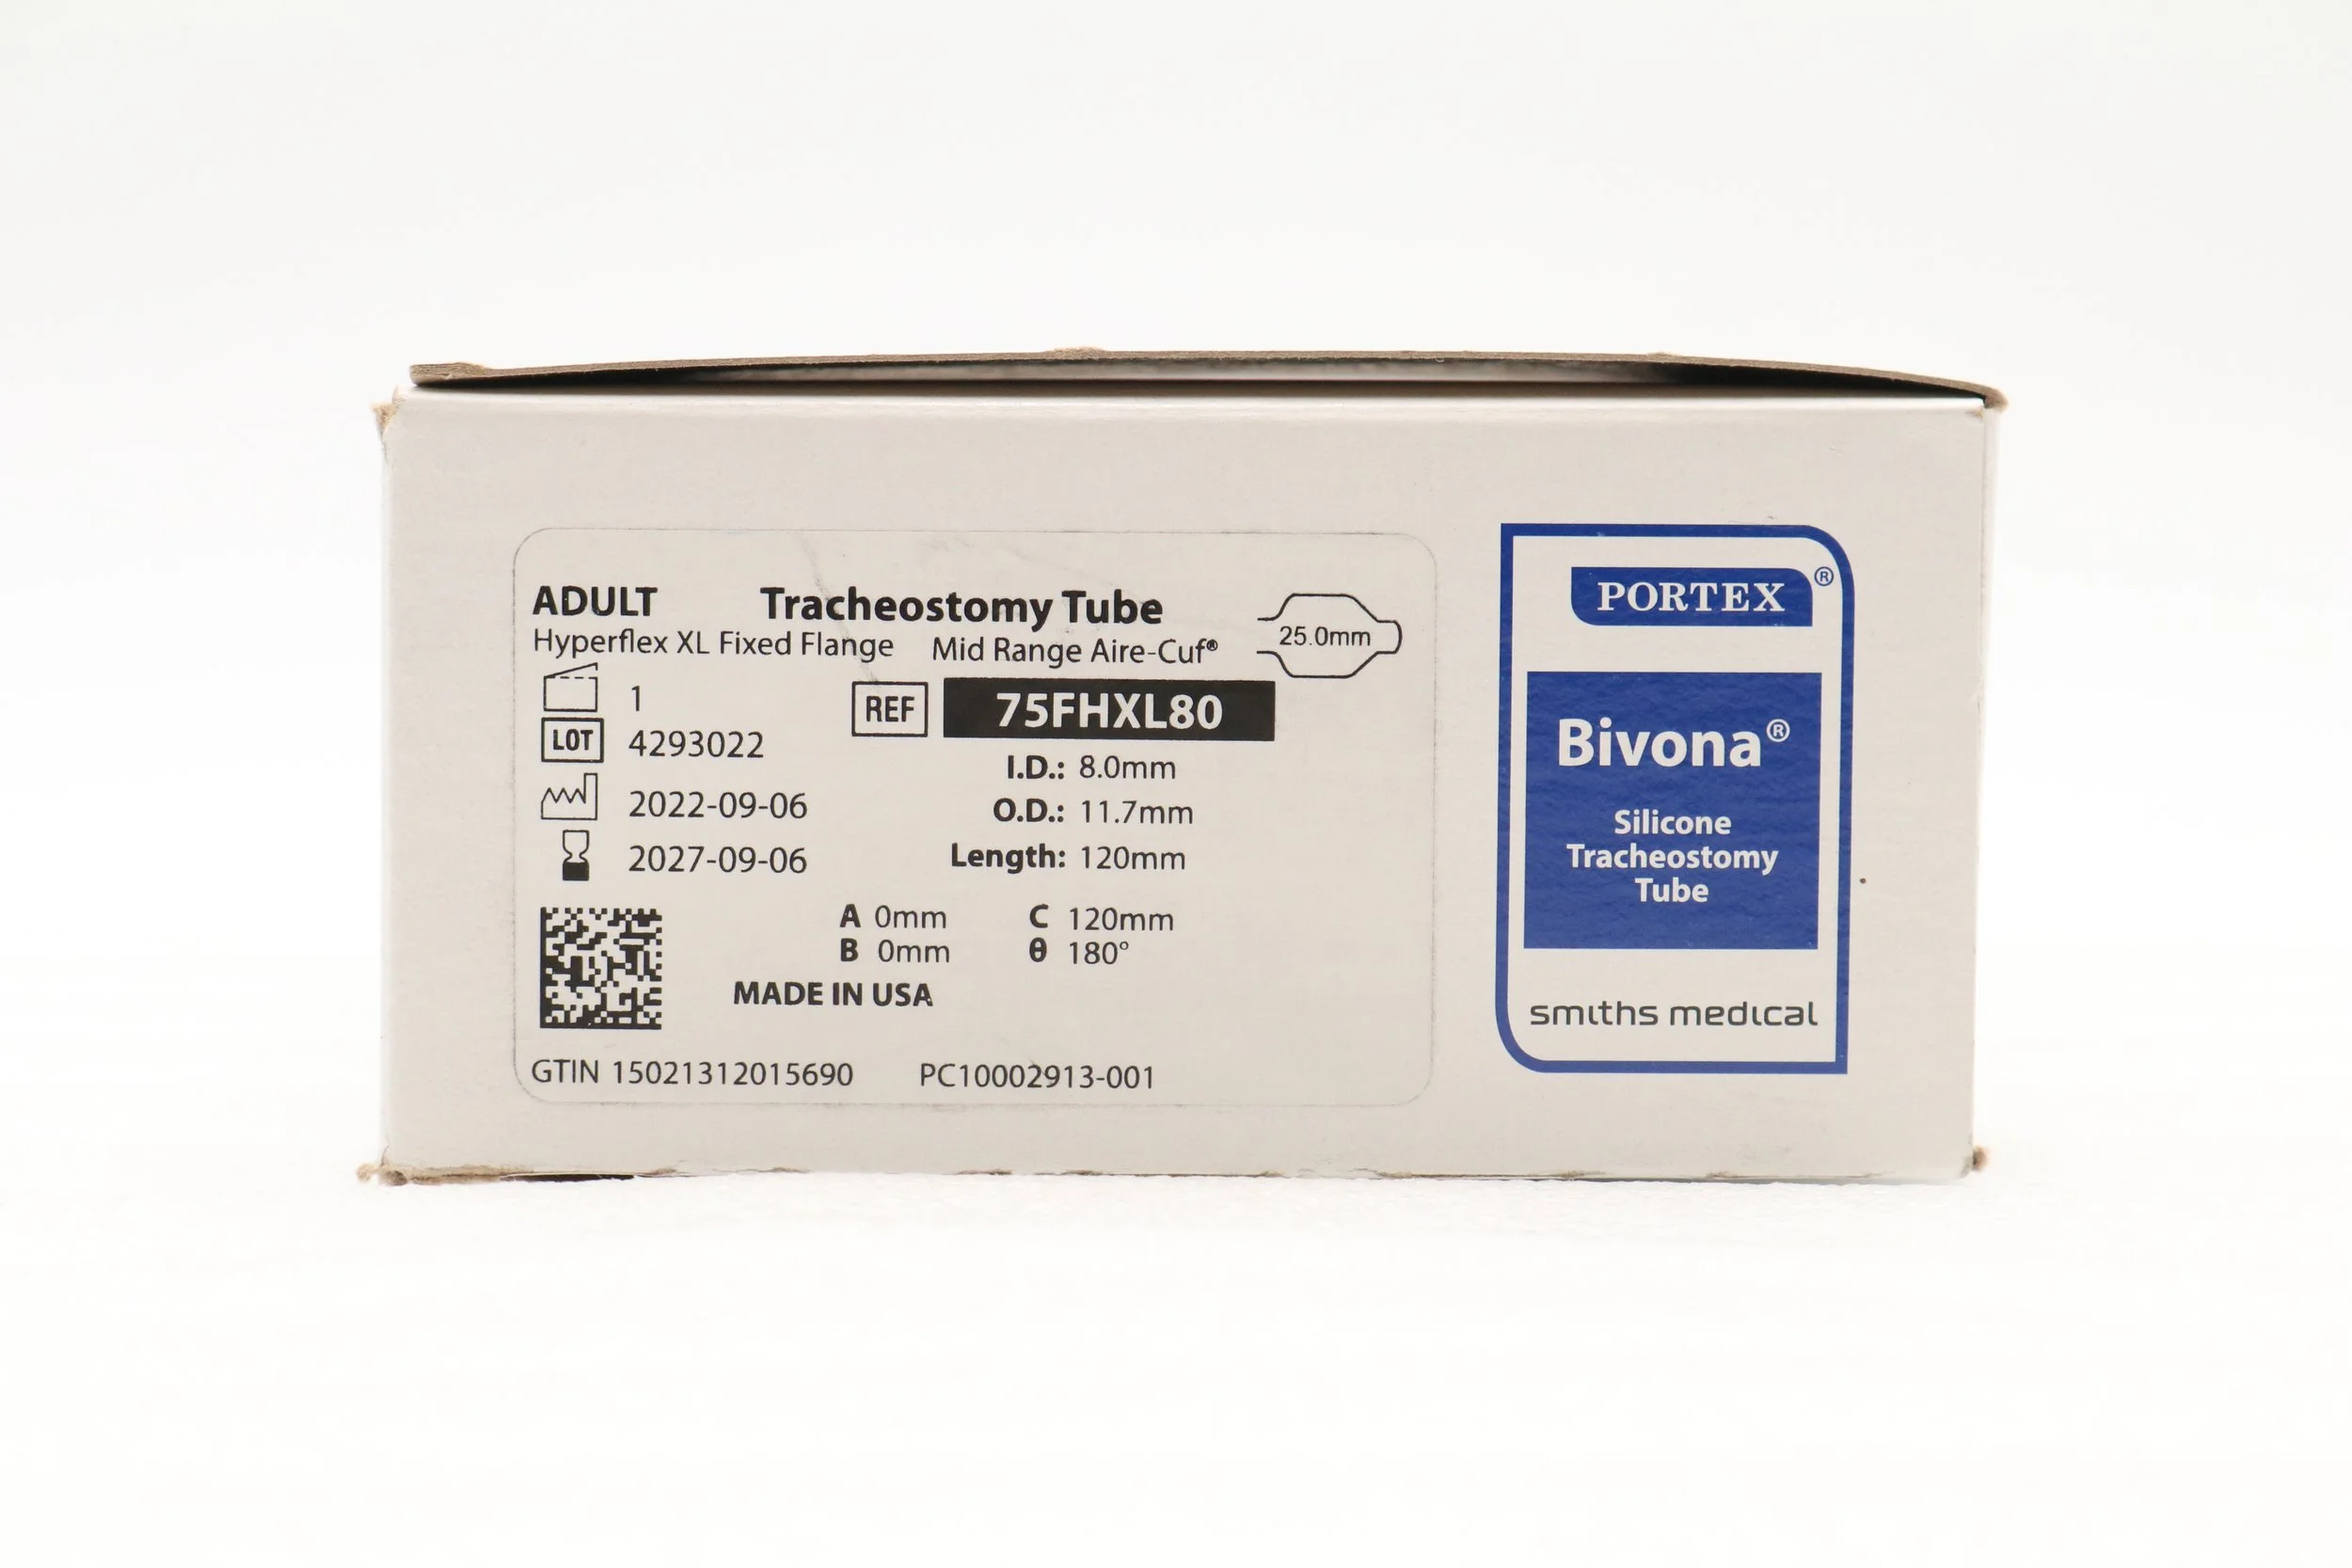 ADULT Tracheostomy Tube
Hyperflex XL Fixed Flange Mid Range Aire-Cuf®
25.0mm
1
REF 75FHXL80
LOT 4293022
I.D.: 8.0mm
2022-09-06
O.D.: 11.7mm
2027-09-06
Length: 120mm
A 0mm C 120mm
B 0mm θ 180°
MADE IN USA
GTIN 15021312015690 PC10002913-001
PORTEX®
Bivona®
Silicone
Tracheostomy
Tube
smiths medical